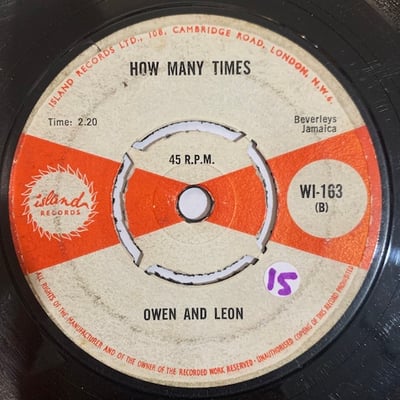 ISLAND RECORDS LTD., 108, CAMBRIDGE ROAD, LONDON, N.W.6.
HOW MANY TIMES
Time: 2.20
Beverleys
Jamaica
45 R.P.M.
island
RECORDS
WI-163
(B)
15
OWEN AND LEON
ALL RIGHTS OF THE MANUFACTURER AND OF THE OWNER OF THE RECORDED WORK RESERVED - UNAUTHORISED COPYING OF THIS RECORD PROHIBITED